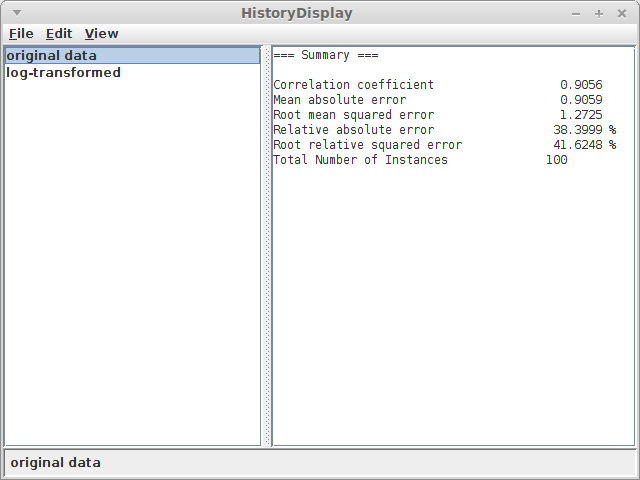 HistoryDisplay
File Edit View
original data
log-transformed
=== Summary ===
Correlation coefficient 0.9056
Mean absolute error 0.9059
Root mean squared error 1.2725
Relative absolute error 38.3999 %
Root relative squared error 41.6248 %
Total Number of Instances 100
original data